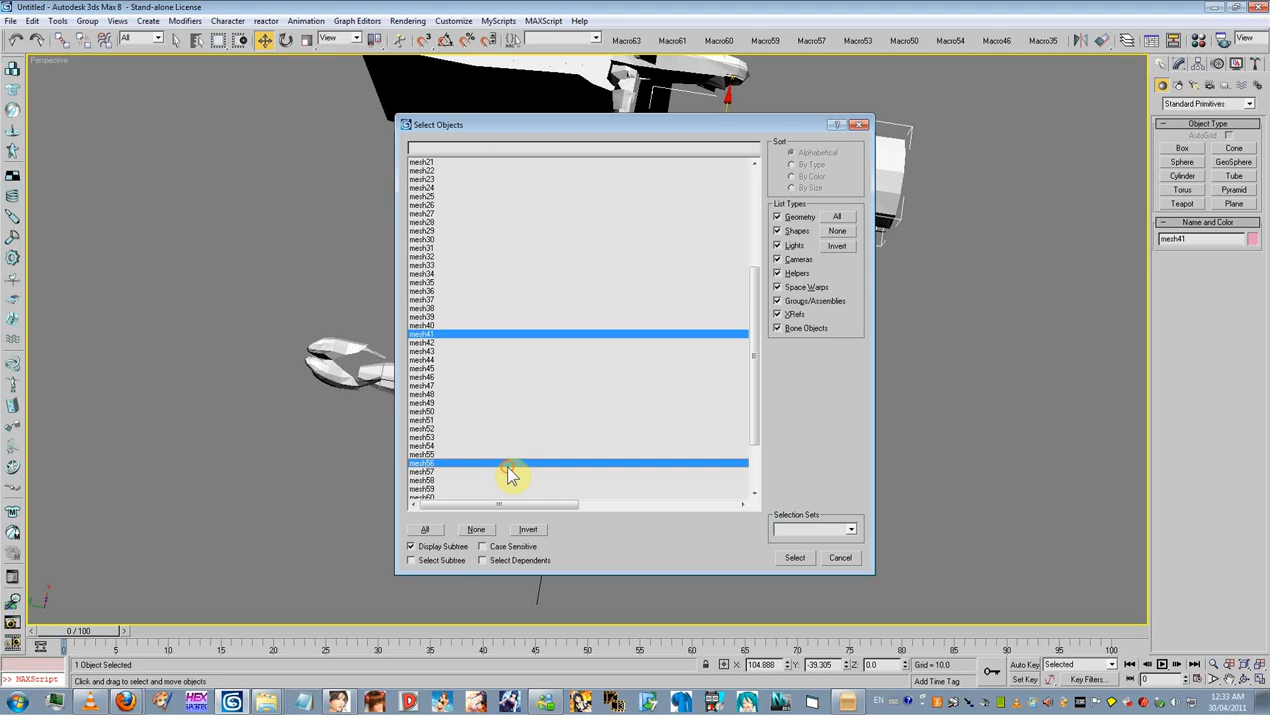 Untitled - Autodesk 3ds Max 8 - Stand-alone License
File Edit Tools Group Views Create Modifiers Character reactor Animation Graph Editors Rendering Customize MyScripts MAXScript Help
All View Macro63 Macro61 Macro60 Macro59 Macro57 Macro53 Macro50 Macro54 Macro46 Macro35 View
Perspective
Select Objects
mesh21
mesh22
mesh23
mesh24
mesh25
mesh26
mesh27
mesh28
mesh29
mesh30
mesh31
mesh32
mesh33
mesh34
mesh35
mesh36
mesh37
mesh38
mesh39
mesh40
mesh41
mesh42
mesh43
mesh44
mesh45
mesh46
mesh47
mesh48
mesh49
mesh50
mesh51
mesh52
mesh53
mesh54
mesh55
mesh56
mesh57
mesh58
mesh59
mesh60
Sort
Alphabetical
By Type
By Color
By Size
List Types
Geometry All
Shapes None
Lights Invert
Cameras
Helpers
Space Warps
Groups/Assemblies
XRefs
Bone Objects
Selection Sets
All None Invert
Display Subtree Case Sensitive
Select Subtree Select Dependents
Select Cancel
Standard Primitives
Object Type
AutoGrid
Box Cone
Sphere GeoSphere
Cylinder Tube
Torus Pyramid
Teapot Plane
Name and Color
mesh41
0 / 100
0 5 10 15 20 25 30 35 40 45 50 55 60 65 70 75 80 85 90 95 100
1 Object Selected X: 104.888 Y: -39.305 Z: 0.0 Grid = 10.0 Auto Key Selected
>> MAXScript Click and drag to select and move objects Add Time Tag Set Key Key Filters... 0
HEX
EN
12:33 AM
30/04/2011